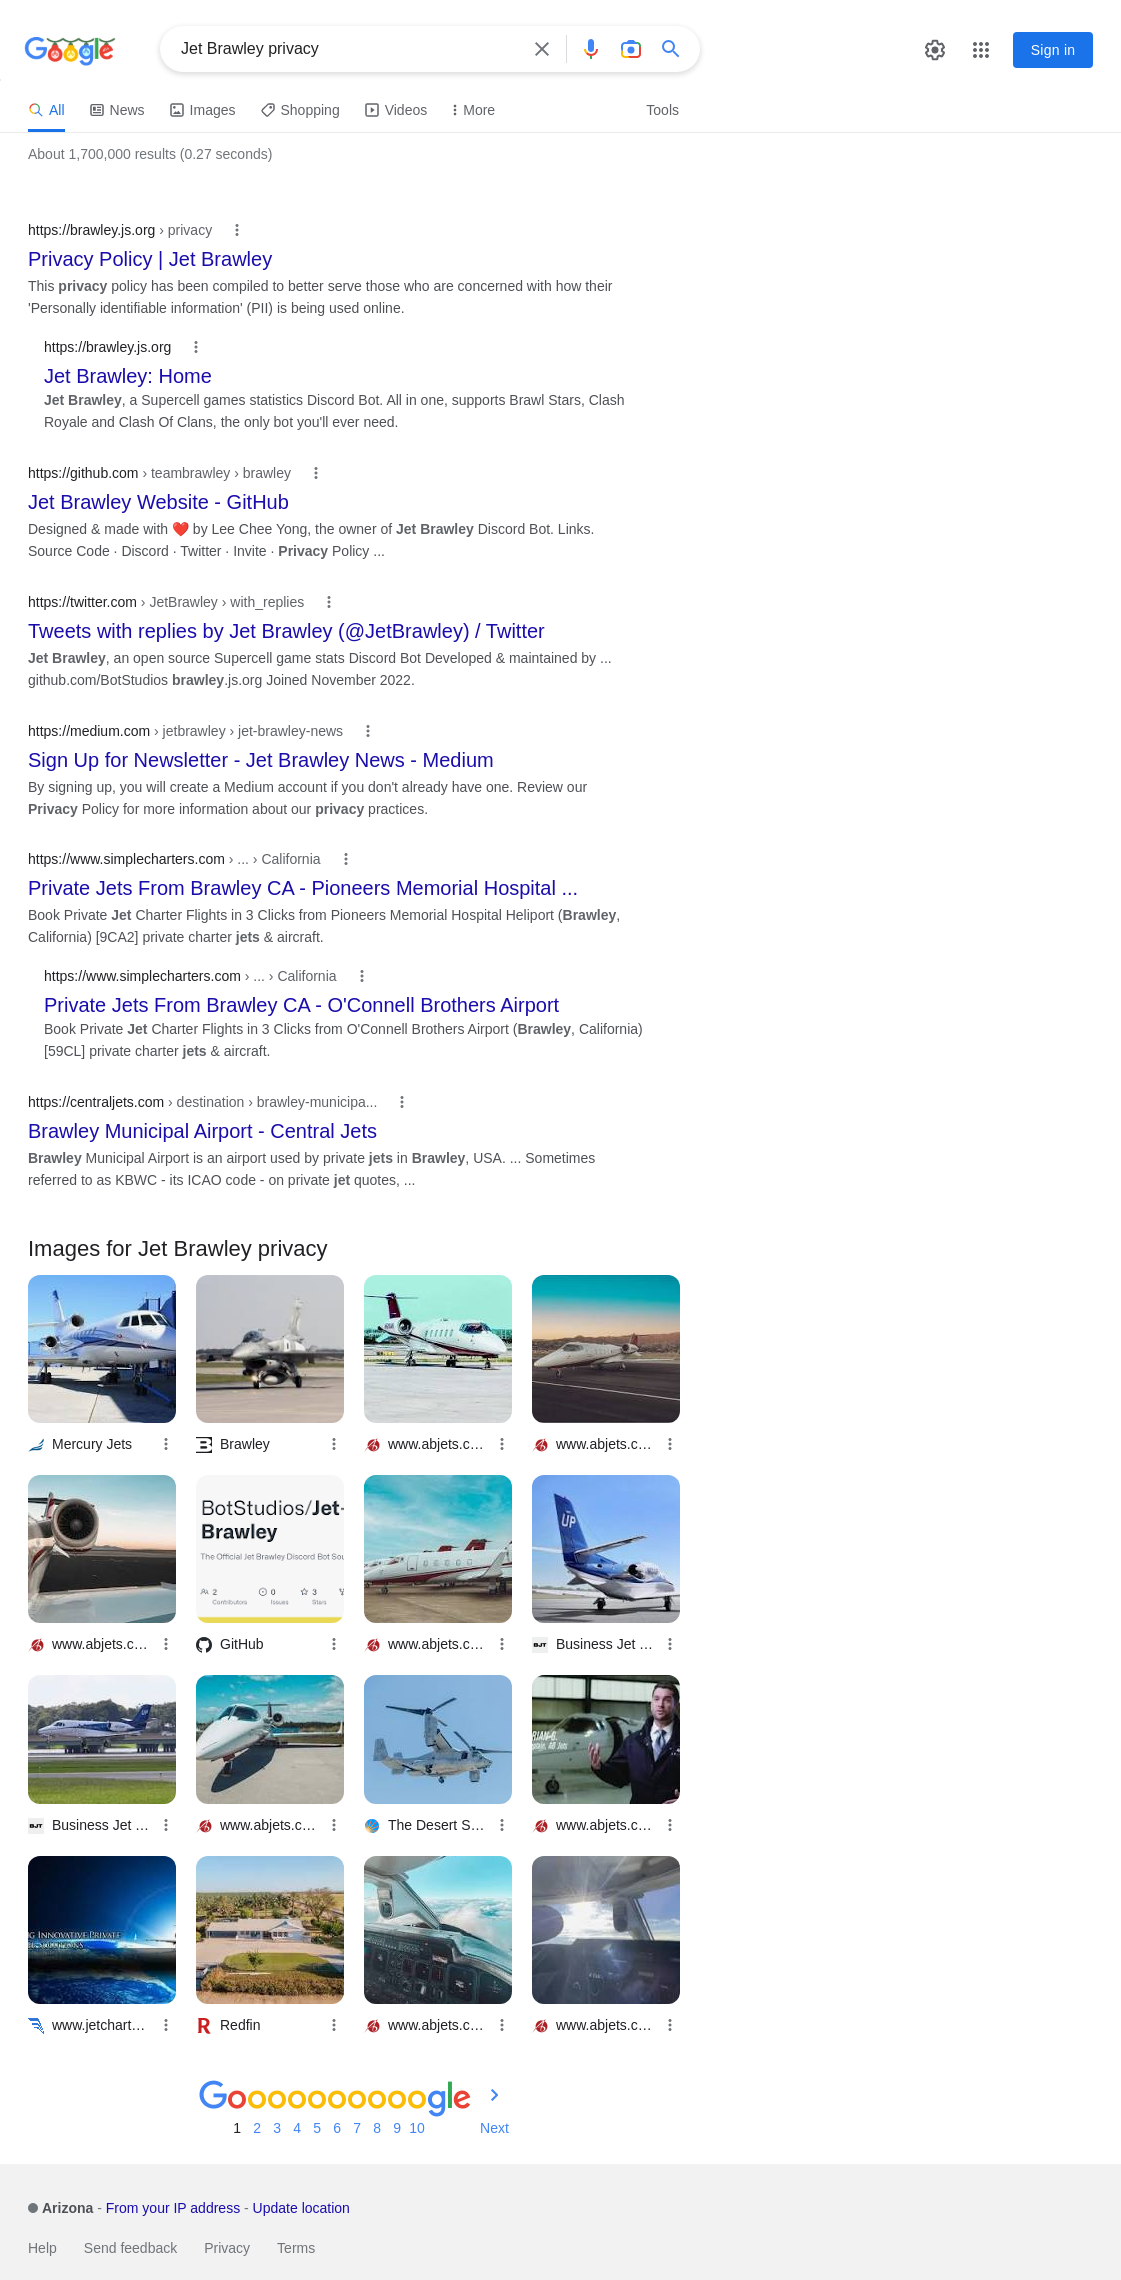 Google
Jet Brawley privacy
Sign in
All
News
Images
Shopping
Videos
More
Tools
About 1,700,000 results (0.27 seconds)
https://brawley.js.org › privacy
Privacy Policy | Jet Brawley
This privacy policy has been compiled to better serve those who are concerned with how their
'Personally identifiable information' (PII) is being used online.
https://brawley.js.org
Jet Brawley: Home
Jet Brawley, a Supercell games statistics Discord Bot. All in one, supports Brawl Stars, Clash
Royale and Clash Of Clans, the only bot you'll ever need.
https://github.com › teambrawley › brawley
Jet Brawley Website - GitHub
Designed & made with ❤️ by Lee Chee Yong, the owner of Jet Brawley Discord Bot. Links.
Source Code · Discord · Twitter · Invite · Privacy Policy ...
https://twitter.com › JetBrawley › with_replies
Tweets with replies by Jet Brawley (@JetBrawley) / Twitter
Jet Brawley, an open source Supercell game stats Discord Bot Developed & maintained by ...
github.com/BotStudios brawley.js.org Joined November 2022.
https://medium.com › jetbrawley › jet-brawley-news
Sign Up for Newsletter - Jet Brawley News - Medium
By signing up, you will create a Medium account if you don't already have one. Review our
Privacy Policy for more information about our privacy practices.
https://www.simplecharters.com › ... › California
Private Jets From Brawley CA - Pioneers Memorial Hospital ...
Book Private Jet Charter Flights in 3 Clicks from Pioneers Memorial Hospital Heliport (Brawley,
California) [9CA2] private charter jets & aircraft.
https://www.simplecharters.com › ... › California
Private Jets From Brawley CA - O'Connell Brothers Airport
Book Private Jet Charter Flights in 3 Clicks from O'Connell Brothers Airport (Brawley, California)
[59CL] private charter jets & aircraft.
https://centraljets.com › destination › brawley-municipa...
Brawley Municipal Airport - Central Jets
Brawley Municipal Airport is an airport used by private jets in Brawley, USA. ... Sometimes
referred to as KBWC - its ICAO code - on private jet quotes, ...
Images for Jet Brawley privacy
Mercury Jets
Brawley
www.abjets.c...
www.abjets.c...
BotStudios/Jet-
Brawley
The Official Jet Brawley Discord Bot Sou
2 0 3
Contributors Issues Stars
UP
www.abjets.c...
GitHub
www.abjets.c...
BJT
Business Jet ...
UP
RIAN G.
BJT
Business Jet ...
www.abjets.c...
The Desert S...
www.abjets.c...
G INNOVATIVE PRIVATE
www.jetchart...
Redfin
www.abjets.c...
www.abjets.c...
Goooooooooogle
1 2 3 4 5 6 7 8 9 10 Next
Arizona - From your IP address - Update location
Help Send feedback Privacy Terms